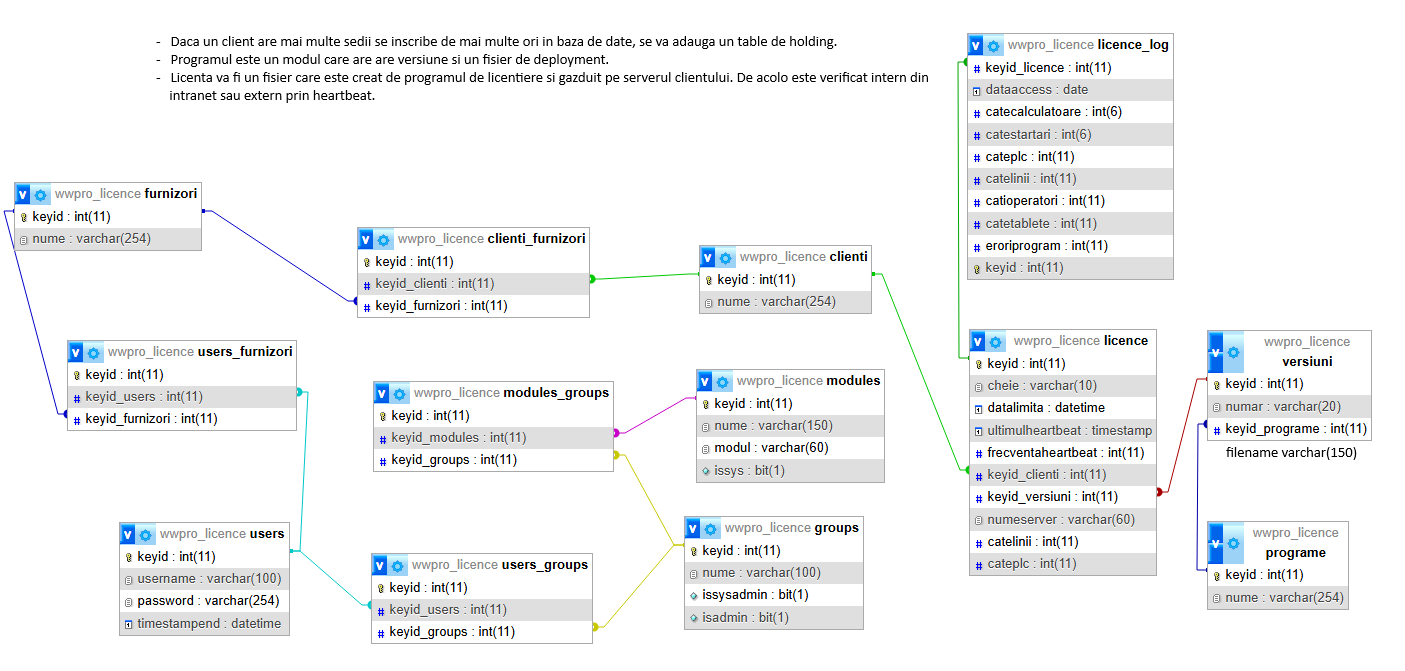 - Daca un client are mai multe sedii se inscribe de mai multe ori in baza de date, se va adauga un table de holding.
- Programul este un modul care are are versiune si un fisier de deployment.
- Licenta va fi un fisier care este creat de programul de licentiere si gazduit pe serverul clientului. De acolo este verificat intern din
intranet sau extern prin heartbeat.
wwpro_licence licence_log
keyid_licence : int(11)
dataaccess : date
catecalculatoare : int(6)
catestartari : int(6)
cateplc : int(11)
catelinii : int(11)
catioperatori : int(11)
catetablete : int(11)
eroriprogram : int(11)
keyid : int(11)
wwpro_licence furnizori
keyid : int(11)
nume : varchar(254)
wwpro_licence clienti_furnizori
keyid : int(11)
keyid_clienti : int(11)
keyid_furnizori : int(11)
wwpro_licence clienti
keyid : int(11)
nume : varchar(254)
wwpro_licence users_furnizori
keyid : int(11)
keyid_users : int(11)
keyid_furnizori : int(11)
wwpro_licence modules_groups
keyid : int(11)
keyid_modules : int(11)
keyid_groups : int(11)
wwpro_licence modules
keyid : int(11)
nume : varchar(150)
modul : varchar(60)
issys : bit(1)
wwpro_licence licence
keyid : int(11)
cheie : varchar(10)
datalimita : datetime
ultimulheartbeat : timestamp
frecventaheartbeat : int(11)
keyid_clienti : int(11)
keyid_versiuni : int(11)
numeserver : varchar(60)
catelinii : int(11)
cateplc : int(11)
wwpro_licence
versiuni
keyid : int(11)
numar : varchar(20)
keyid_programe : int(11)
filename varchar(150)
wwpro_licence users
keyid : int(11)
username : varchar(100)
password : varchar(254)
timestampend : datetime
wwpro_licence users_groups
keyid : int(11)
keyid_users : int(11)
keyid_groups : int(11)
wwpro_licence groups
keyid : int(11)
nume : varchar(100)
issysadmin : bit(1)
isadmin : bit(1)
wwpro_licence
programe
keyid : int(11)
nume : varchar(254)